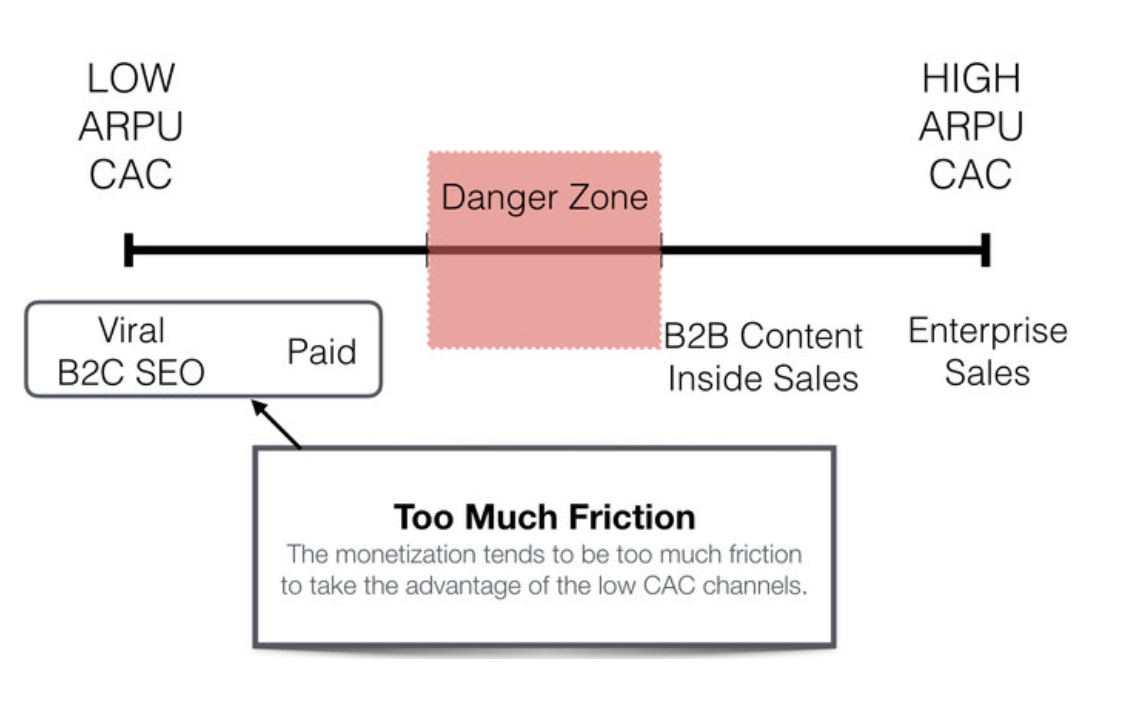 LOW
ARPU
CAC
HIGH
ARPU
CAC
Danger Zone
Viral
B2C SEO
Paid
B2B Content
Inside Sales
Enterprise
Sales
Too Much Friction
The monetization tends to be too much friction
to take the advantage of the low CAC channels.